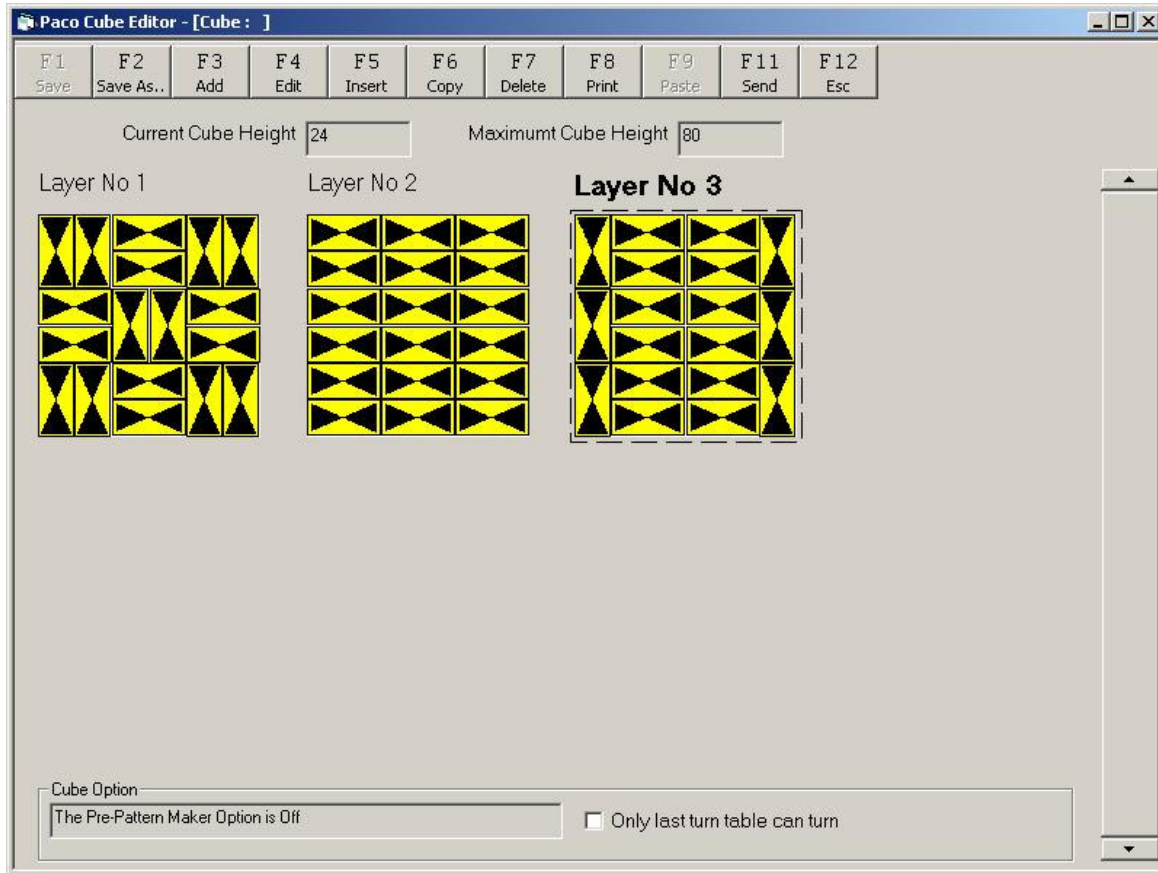 Paco Cube Editor - [Cube : ]
F1 F2 F3 F4 F5 F6 F7 F8 F9 F11 F12
Save Save As.. Add Edit Insert Copy Delete Print Paste Send Esc
Current Cube Height 24 Maximumt Cube Height 80
Layer No 1 Layer No 2 Layer No 3
Cube Option
The Pre-Pattern Maker Option is Off Only last turn table can turn